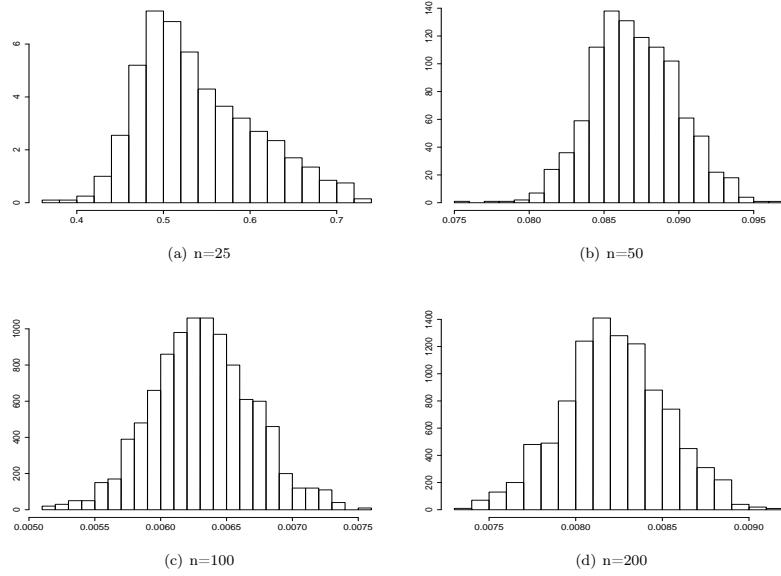 0 2 4 6
0.4 0.5 0.6 0.7
(a) n=25
0 20 40 60 80 100 120 140
0.075 0.080 0.085 0.090 0.095
(b) n=50
0 200 400 600 800 1000
0.0050 0.0055 0.0060 0.0065 0.0070 0.0075
(c) n=100
0 200 400 600 800 1000 1200 1400
0.0075 0.0080 0.0085 0.0090
(d) n=200